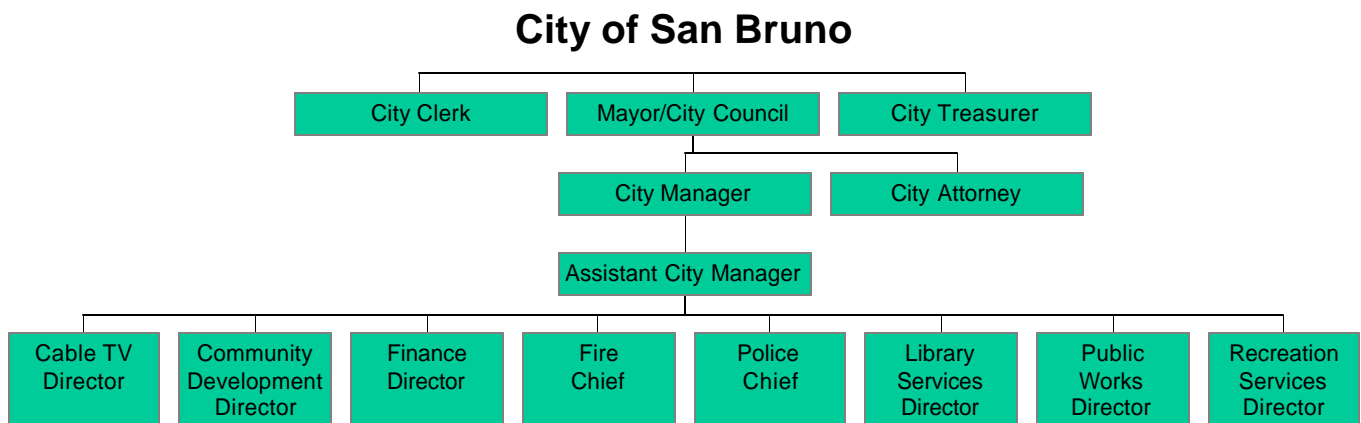 City of San Bruno
City Clerk
Mayor/City Council
City Treasurer
City Manager
City Attorney
Assistant City Manager
Cable TV
Director
Community
Development
Director
Finance
Director
Fire
Chief
Police
Chief
Library
Services
Director
Public
Works
Director
Recreation
Services
Director